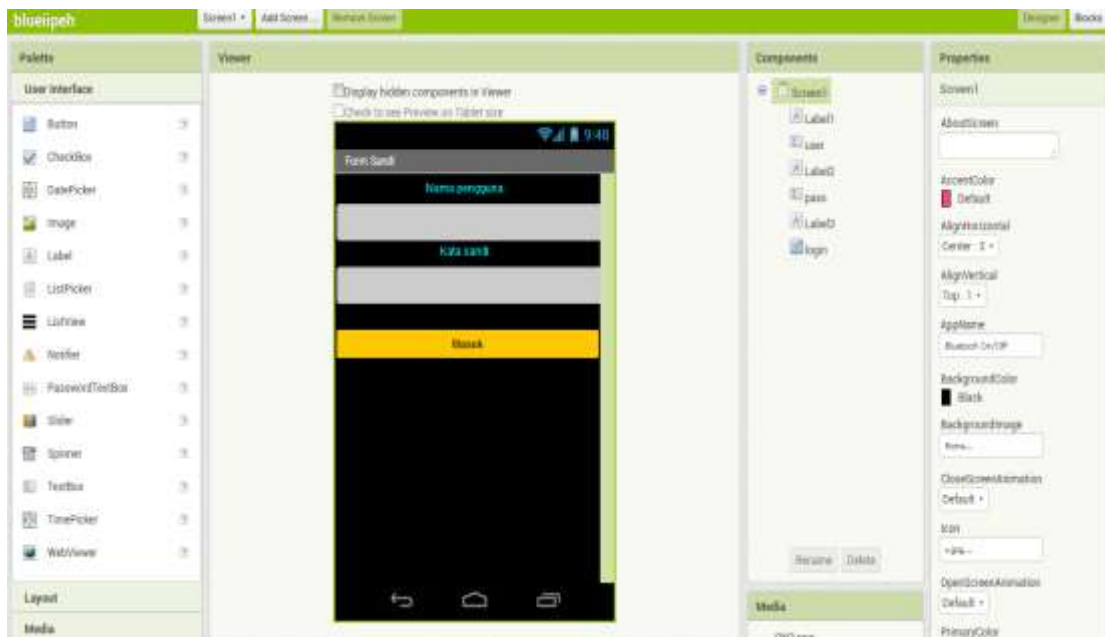 blueiipeh
Screen1
Add Screen ...
Remove Screen
Designer
Blocks
Palette
Viewer
Components
Properties
User Interface
Button
CheckBox
DatePicker
Image
Label
ListPicker
ListView
Notifier
PasswordTextBox
Slider
Spinner
TextBox
TimePicker
WebViewer
Layout
Media
Display hidden components in Viewer
Check to see Preview on Tablet size
9:48
Form Sandi
Nama pengguna
Kata sandi
Masuk
Screen1
Label1
user
Label2
pass
Label3
login
Rename
Delete
Media
Screen1
AboutScreen
AccentColor
Default
AlignHorizontal
Center : 3
AlignVertical
Top : 1
AppName
Bluetooth On/Off
BackgroundColor
Black
BackgroundImage
None...
CloseScreenAnimation
Default
Icon
OpenScreenAnimation
Default
PrimaryColor